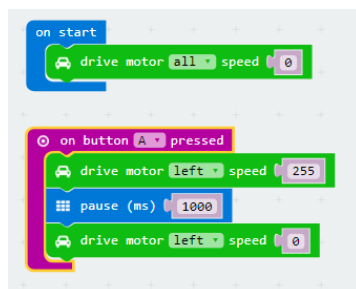 on start
drive motor all speed 0
on button A pressed
drive motor left speed 255
pause (ms) 1000
drive motor left speed 0